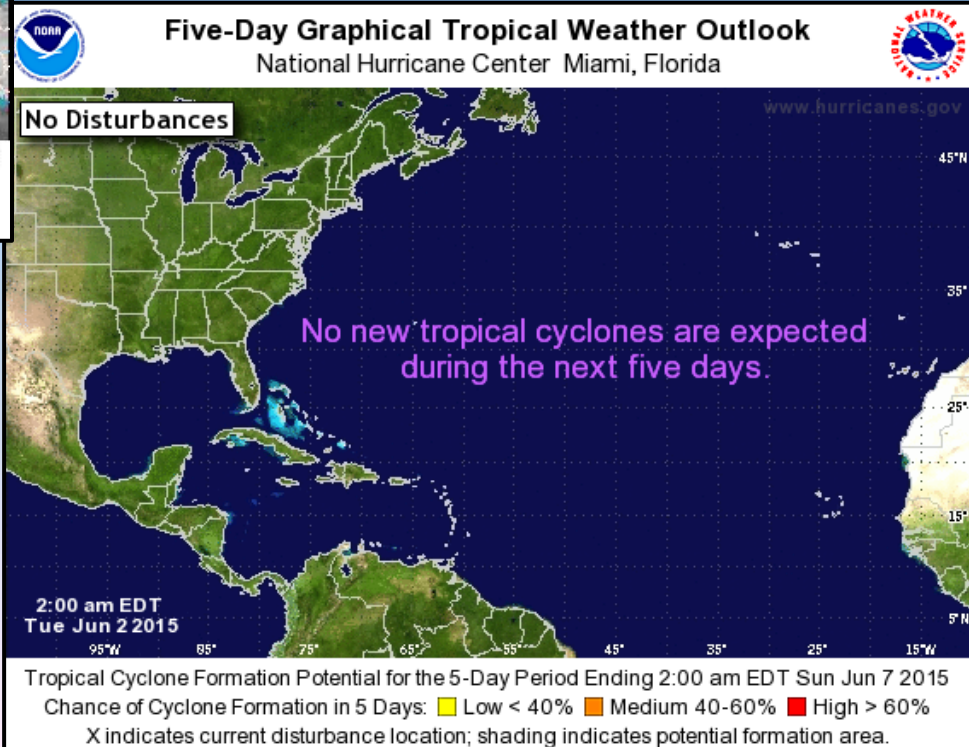 NOAA
Five-Day Graphical Tropical Weather Outlook
NATIONAL WEATHER SERVICE
National Hurricane Center Miami, Florida
No Disturbances
www.hurricanes.gov
45°N
35°
No new tropical cyclones are expected
during the next five days.
25°
15°
2:00 am EDT
Tue Jun 2 2015
5°N
95°W 85° 75° 65° 55° 45° 35° 25° 15°W
Tropical Cyclone Formation Potential for the 5-Day Period Ending 2:00 am EDT Sun Jun 7 2015
Chance of Cyclone Formation in 5 Days: Low < 40% Medium 40-60% High > 60%
X indicates current disturbance location; shading indicates potential formation area.